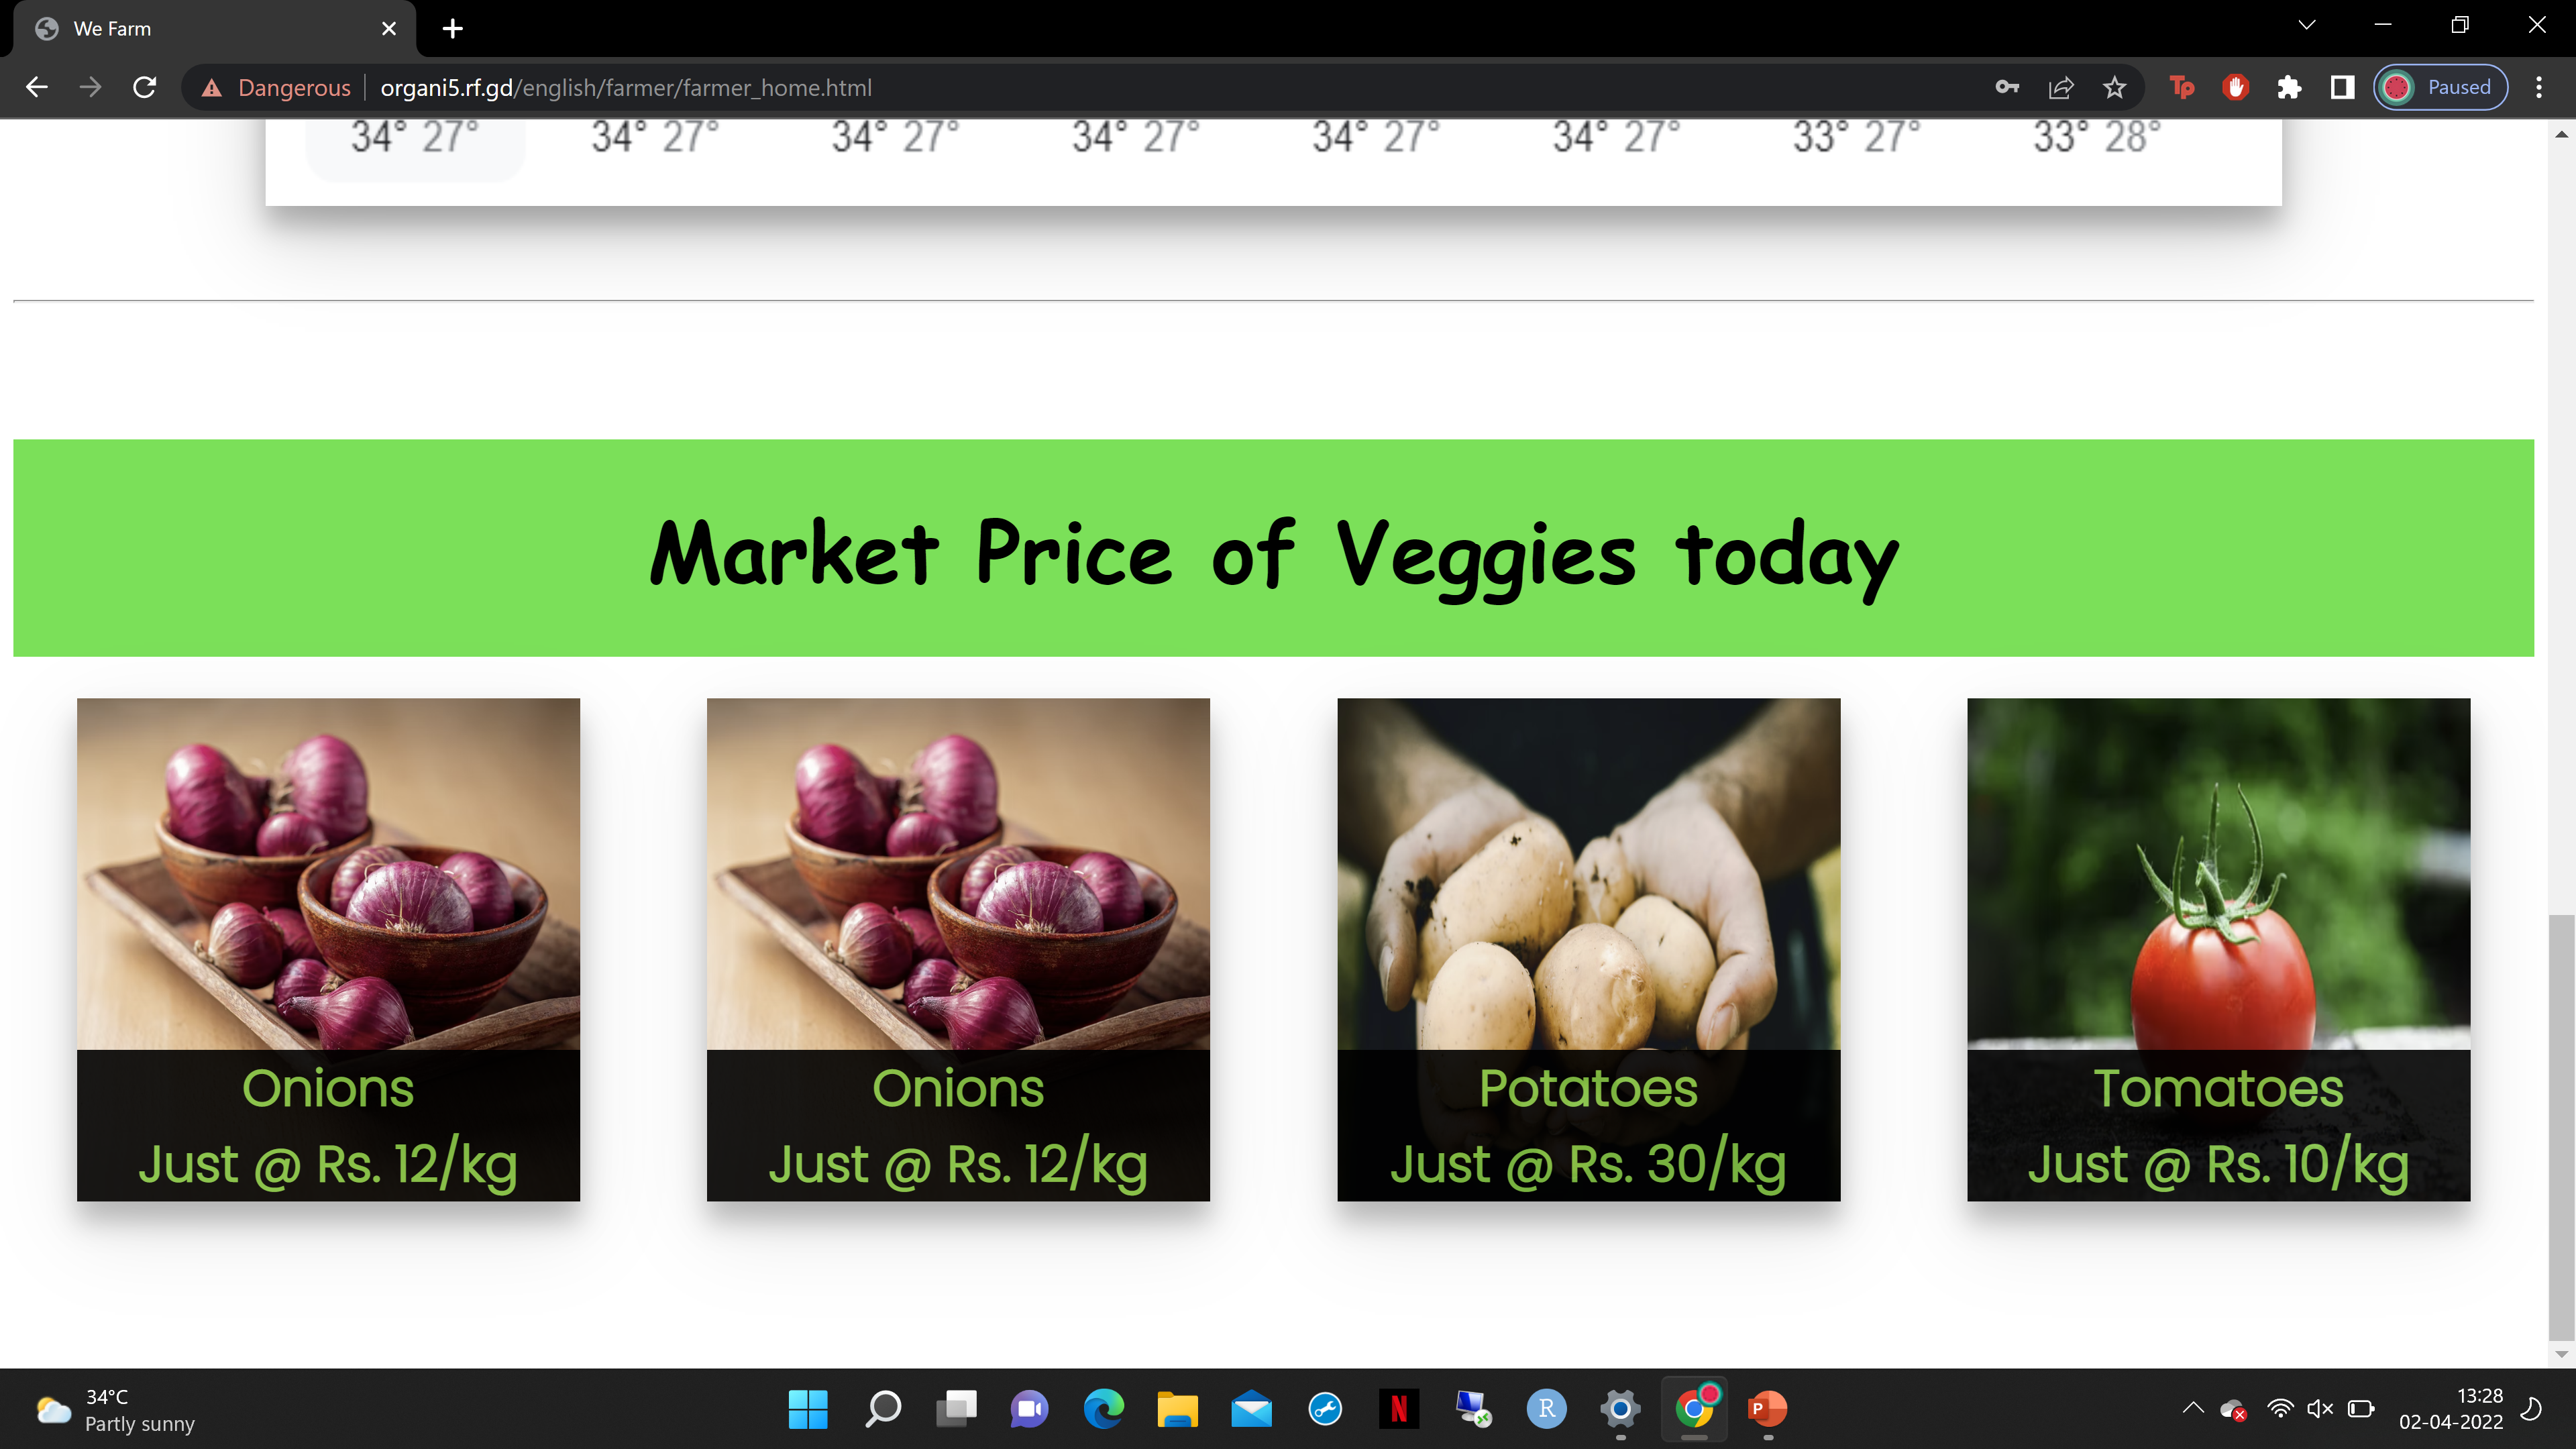 We Farm
Dangerous organi5.rf.gd/english/farmer/farmer_home.html Tp Paused
34° 27° 34° 27° 34° 27° 34° 27° 34° 27° 34° 27° 33° 27° 33° 28°
Market Price of Veggies today
Onions
Just @ Rs. 12/kg
Onions
Just @ Rs. 12/kg
Potatoes
Just @ Rs. 30/kg
Tomatoes
Just @ Rs. 10/kg
34°C
Partly sunny
N
R
P
13:28
02-04-2022